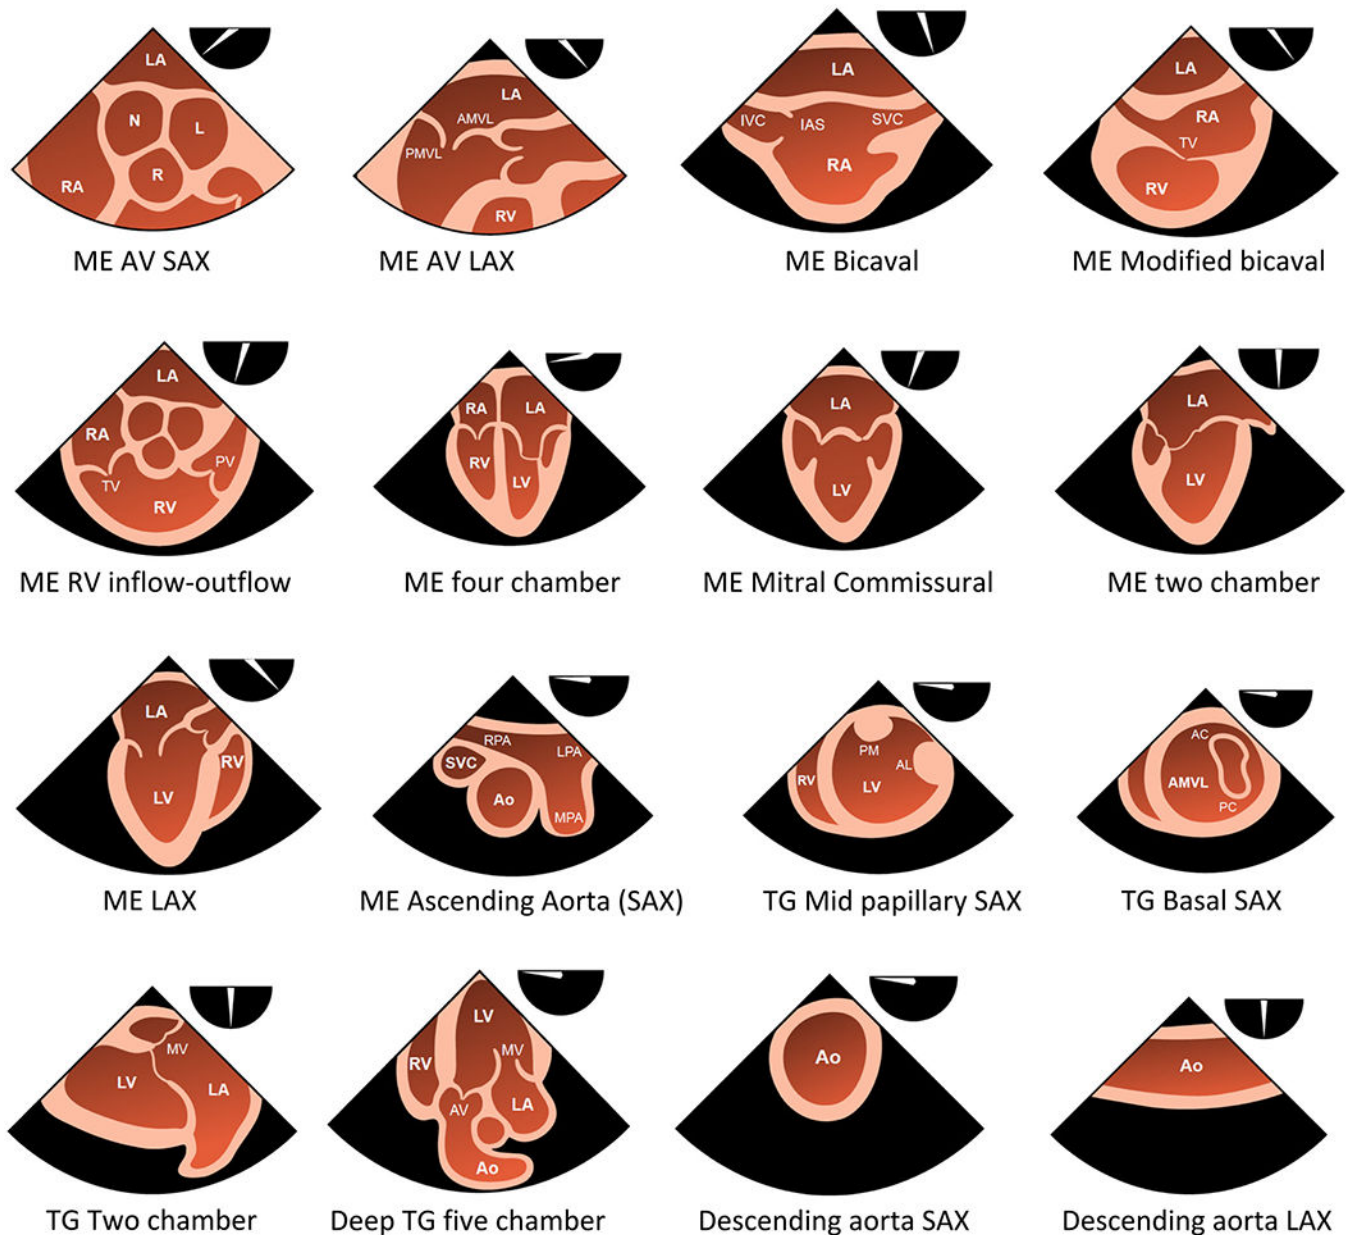 LA
N
L
RA
R
ME AV SAX
LA
AMVL
PMVL
RV
ME AV LAX
LA
IVC
IAS
SVC
RA
ME Bicaval
LA
RA
TV
RV
ME Modified bicaval
LA
RA
PV
TV
RV
ME RV inflow-outflow
RA
LA
RV
LV
ME four chamber
LA
LV
ME Mitral Commissural
LA
LV
ME two chamber
LA
RV
LV
ME LAX
RPA
LPA
SVC
Ao
MPA
ME Ascending Aorta (SAX)
PM
AL
RV
LV
TG Mid papillary SAX
AC
AMVL
PC
TG Basal SAX
MV
LV
LA
TG Two chamber
LV
RV
MV
AV
LA
Ao
Deep TG five chamber
Ao
Descending aorta SAX
Ao
Descending aorta LAX